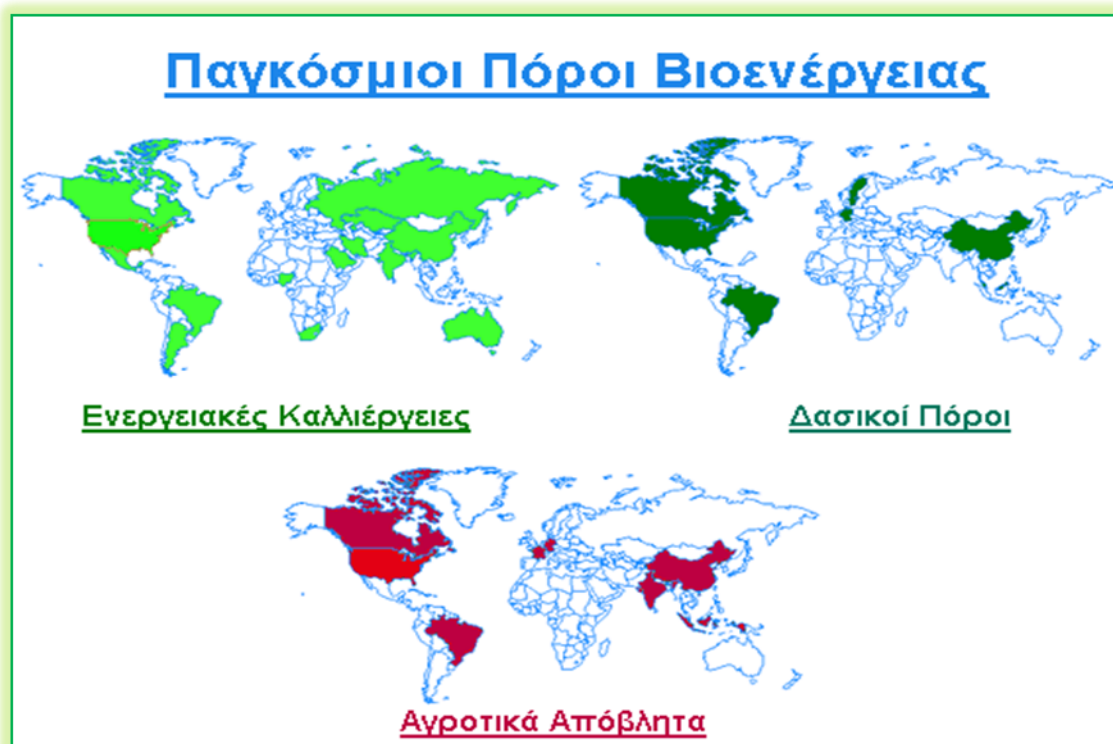 Παγκόσμιοι Πόροι Βιοενέργειας
Ενεργειακές Καλλιέργειες
Δασικοί Πόροι
Αγροτικά Απόβλητα